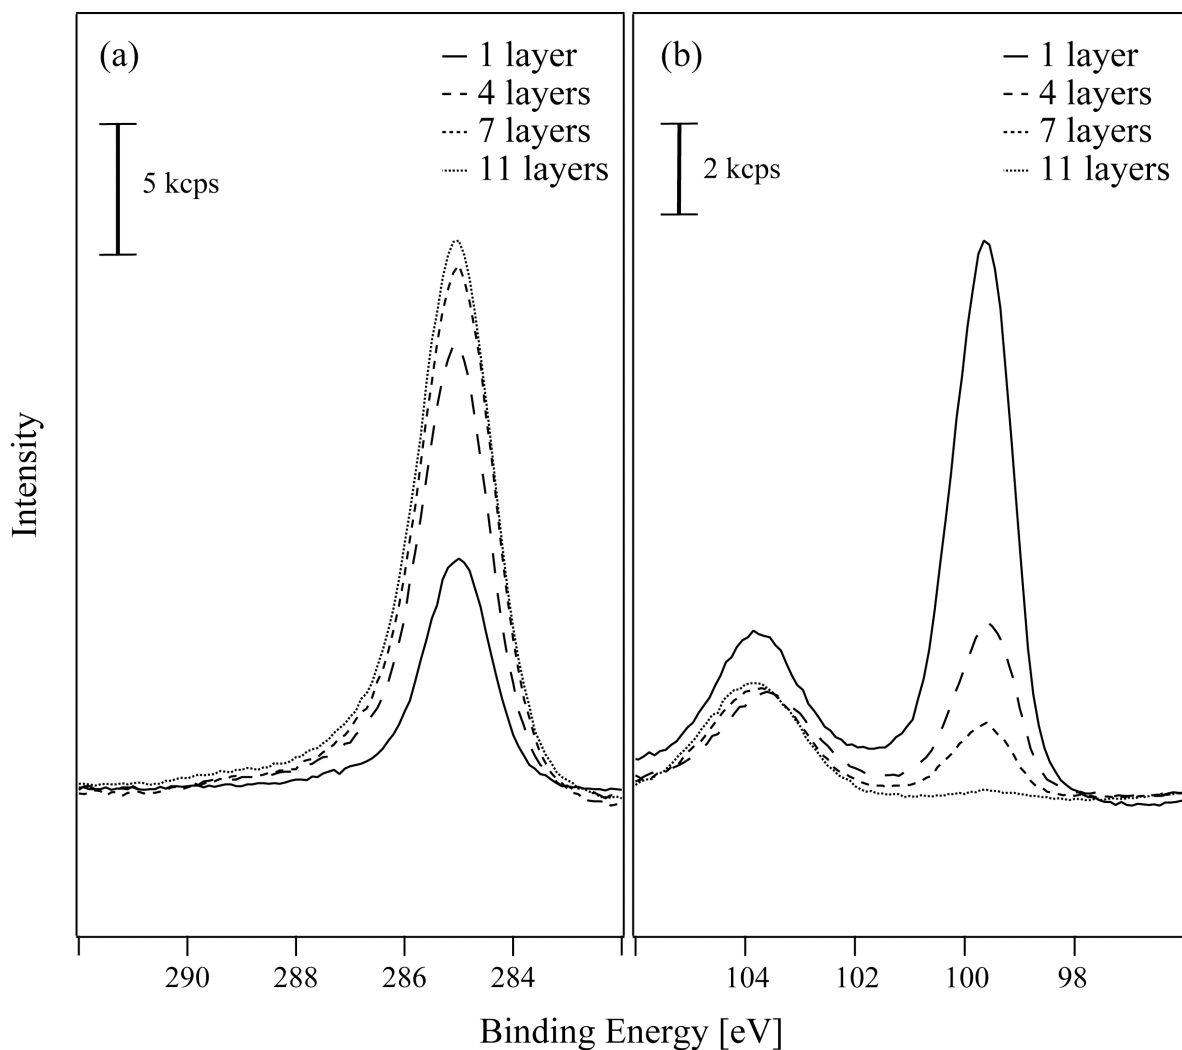 (a)
1 layer
4 layers
7 layers
11 layers
5 kcps
(b)
1 layer
4 layers
7 layers
11 layers
2 kcps
Intensity
290 288 286 284
104 102 100 98
Binding Energy [eV]